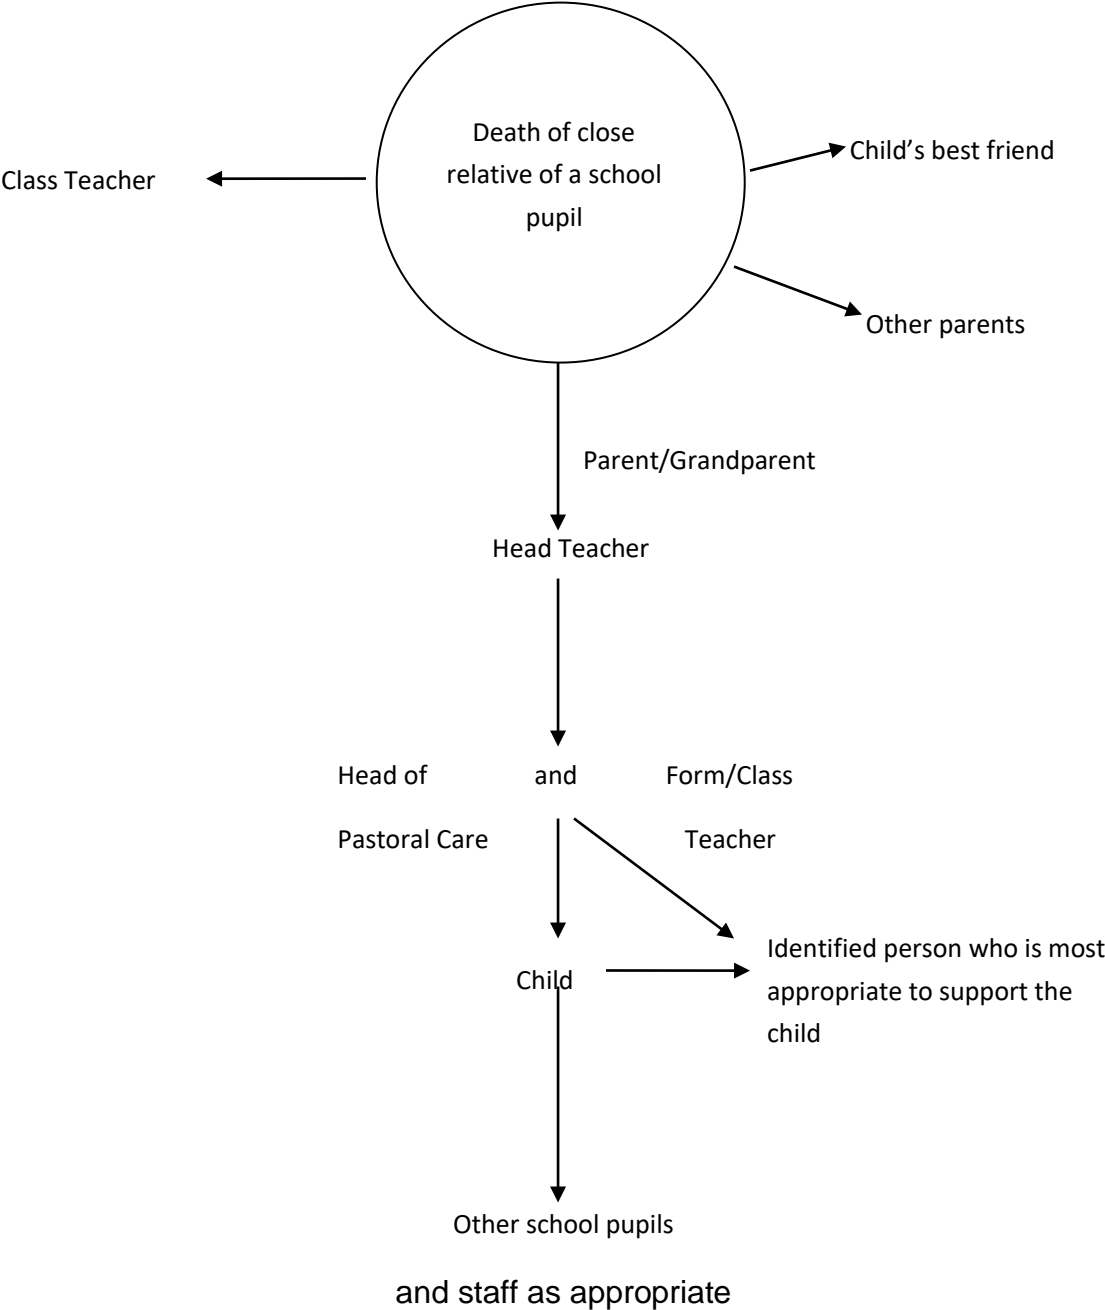 Death of close
relative of a school
pupil
Child’s best friend
Class Teacher
Other parents
Parent/Grandparent
Head Teacher
Head of and Form/Class
Pastoral Care Teacher
Identified person who is most
appropriate to support the
child
Child
Other school pupils
and staff as appropriate